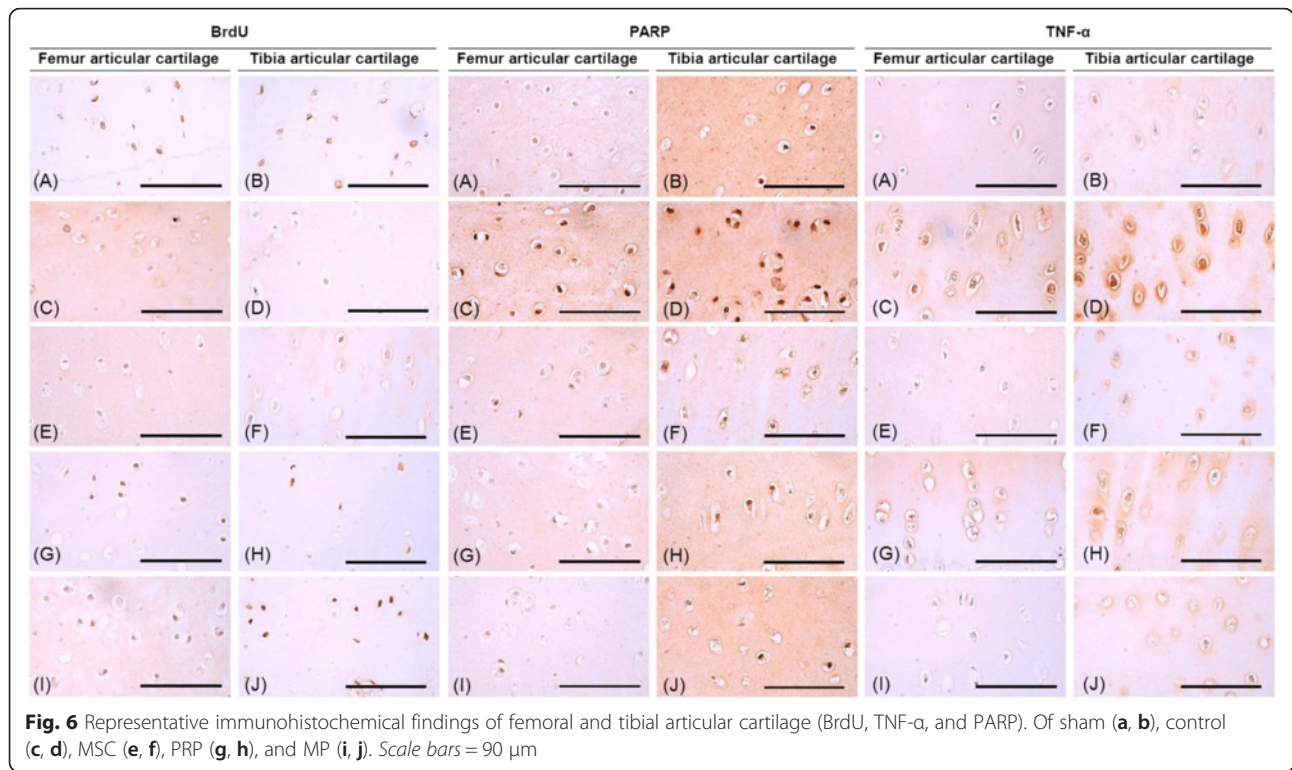 BrdU PARP TNF-α
Femur articular cartilage Tibia articular cartilage Femur articular cartilage Tibia articular cartilage Femur articular cartilage Tibia articular cartilage
(A) (B) (A) (B) (A) (B)
(C) (D) (C) (D) (C) (D)
(E) (F) (E) (F) (E) (F)
(G) (H) (G) (H) (G) (H)
(I) (J) (I) (J) (I) (J)
Fig. 6 Representative immunohistochemical findings of femoral and tibial articular cartilage (BrdU, TNF-α, and PARP). Of sham (a, b), control
(c, d), MSC (e, f), PRP (g, h), and MP (i, j). Scale bars = 90 μm